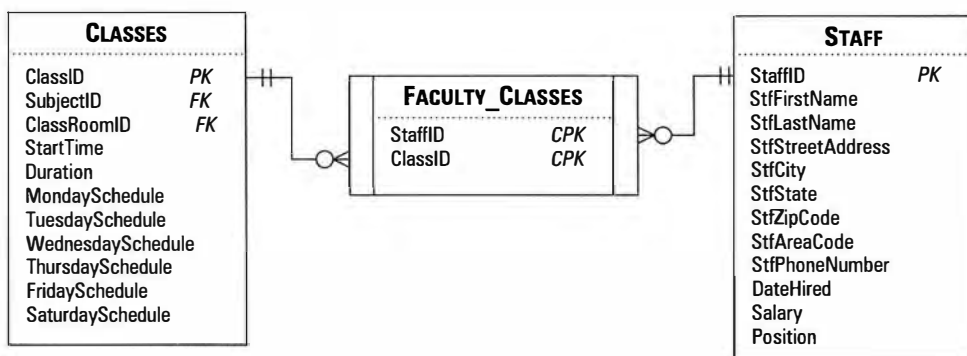 CLASSES
ClassID PK
SubjectID FK
ClassRoomID FK
StartTime
Duration
MondaySchedule
TuesdaySchedule
WednesdaySchedule
ThursdaySchedule
FridaySchedule
SaturdaySchedule
FACULTY_CLASSES
StaffID CPK
ClassID CPK
STAFF
StaffID PK
StfFirstName
StfLastName
StfStreetAddress
StfCity
StfState
StfZipCode
StfAreaCode
StfPhoneNumber
DateHired
Salary
Position